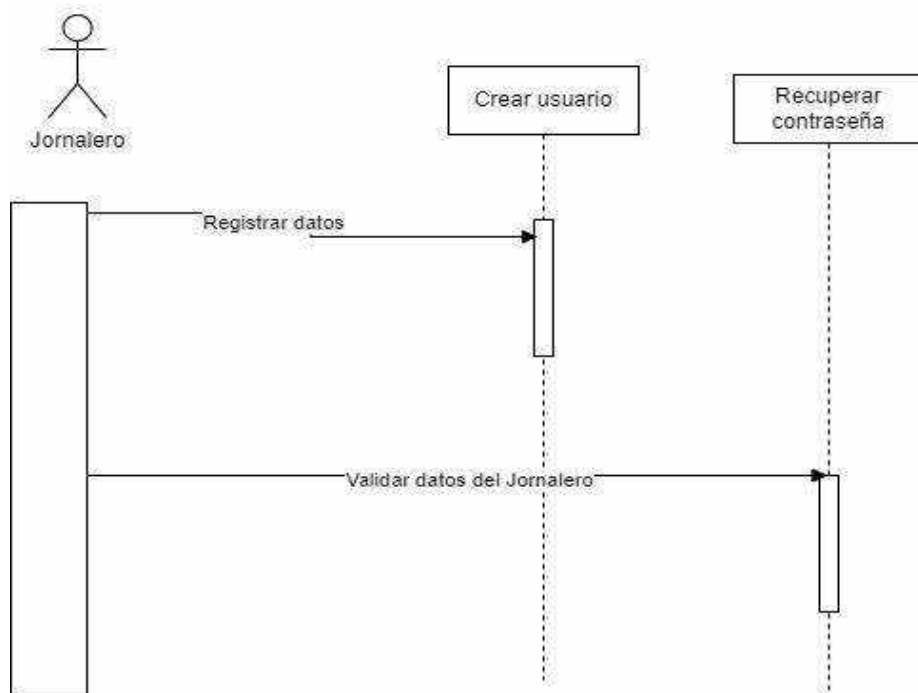 Jornalero
Crear usuario
Recuperar
contraseña
Registrar datos
Validar datos del Jornalero